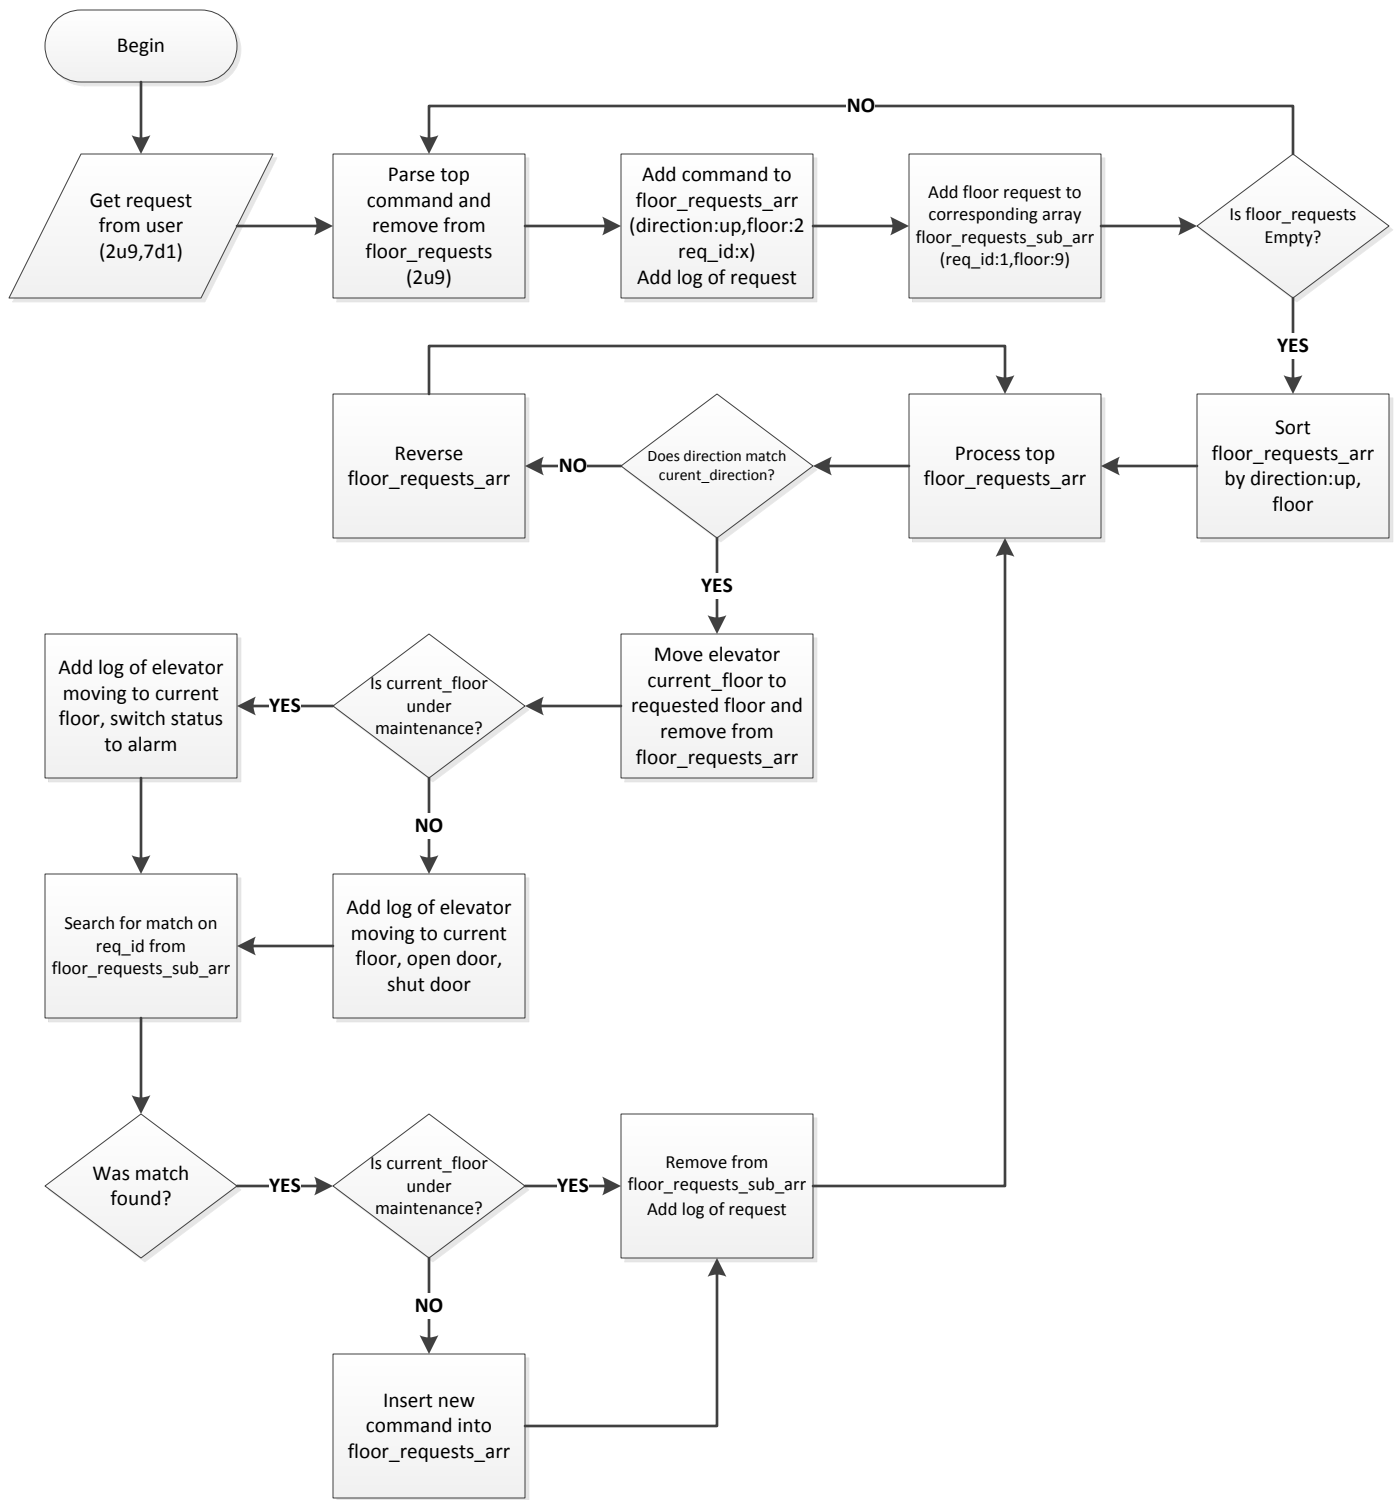 Begin
NO
Get request
from user
(2u9,7d1)
Parse top
command and
remove from
floor_requests
(2u9)
Add command to
floor_requests_arr
(direction:up,floor:2
req_id:x)
Add log of request
Add floor request to
corresponding array
floor_requests_sub_arr
(req_id:1,floor:9)
Is floor_requests
Empty?
YES
Reverse
floor_requests_arr
NO
Does direction match
curent_direction?
Process top
floor_requests_arr
Sort
floor_requests_arr
by direction:up,
floor
YES
Add log of elevator
moving to current
floor, switch status
to alarm
YES
Is current_floor
under
maintenance?
Move elevator
current_floor to
requested floor and
remove from
floor_requests_arr
NO
Search for match on
req_id from
floor_requests_sub_arr
Add log of elevator
moving to current
floor, open door,
shut door
Was match
found?
YES
Is current_floor
under
maintenance?
YES
Remove from
floor_requests_sub_arr
Add log of request
NO
Insert new
command into
floor_requests_arr